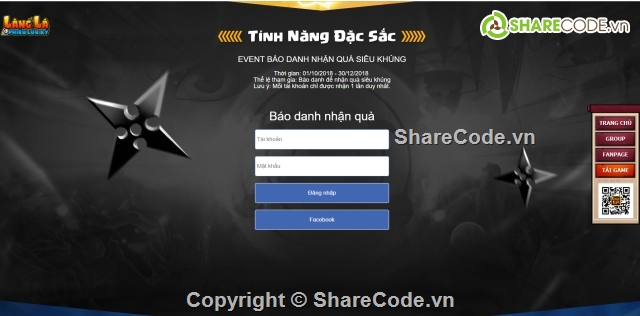 LÀNG LÁ
PHIÊU LƯU KÝ
SHARECODE.vn
Tính Năng Đặc Sắc
EVENT BÁO DANH NHẬN QUÀ SIÊU KHỦNG
Thời gian: 01/10/2018 - 30/12/2018
Thể lệ tham gia: Báo danh để nhận quà siêu khủng
Lưu ý: Mỗi tài khoản chỉ được nhận 1 lần duy nhất.
Báo danh nhận quà
Tài khoản
ShareCode.vn
Mật khẩu
Đăng nhập
Facebook
TRANG CHỦ
GROUP
FANPAGE
TẢI GAME
Copyright © ShareCode.vn